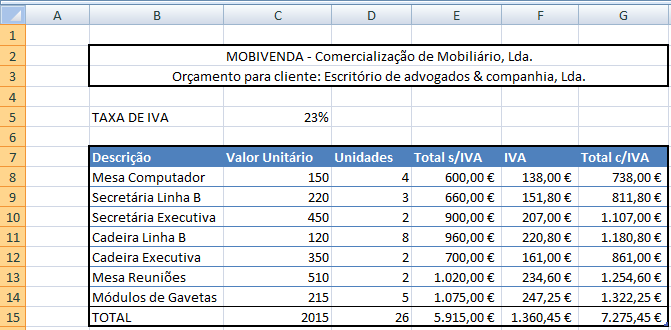 A B C D E F G
1
2 MOBIVENDA - Comercialização de Mobiliário, Lda.
3 Orçamento para cliente: Escritório de advogados & companhia, Lda.
4
5 TAXA DE IVA 23%
6
7 Descrição Valor Unitário Unidades Total s/IVA IVA Total c/IVA
8 Mesa Computador 150 4 600,00 € 138,00 € 738,00 €
9 Secretária Linha B 220 3 660,00 € 151,80 € 811,80 €
10 Secretária Executiva 450 2 900,00 € 207,00 € 1.107,00 €
11 Cadeira Linha B 120 8 960,00 € 220,80 € 1.180,80 €
12 Cadeira Executiva 350 2 700,00 € 161,00 € 861,00 €
13 Mesa Reuniões 510 2 1.020,00 € 234,60 € 1.254,60 €
14 Módulos de Gavetas 215 5 1.075,00 € 247,25 € 1.322,25 €
15 TOTAL 2015 26 5.915,00 € 1.360,45 € 7.275,45 €